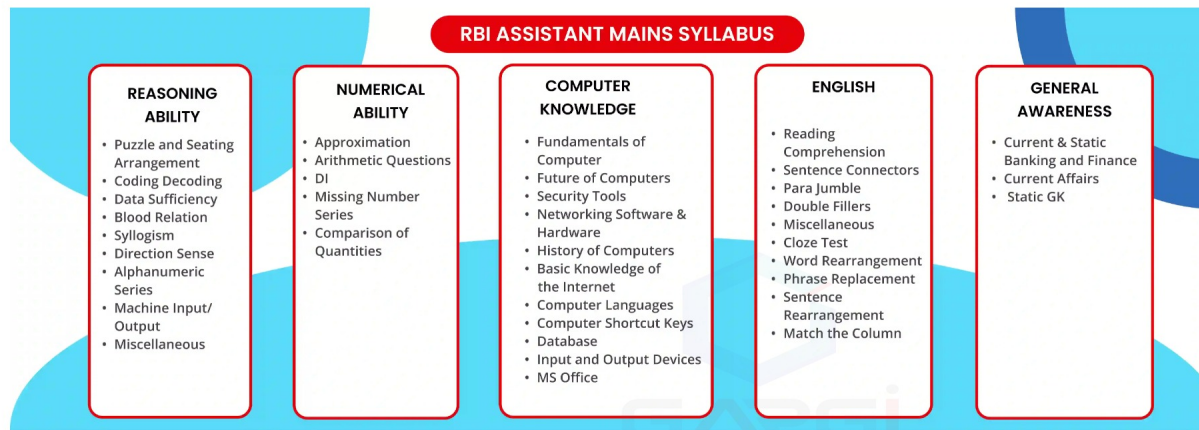 RBI ASSISTANT MAINS SYLLABUS
REASONING
ABILITY
• Puzzle and Seating
Arrangement
• Coding Decoding
• Data Sufficiency
• Blood Relation
• Syllogism
• Direction Sense
• Alphanumeric
Series
• Machine Input/
Output
• Miscellaneous
NUMERICAL
ABILITY
• Approximation
• Arithmetic Questions
• DI
• Missing Number
Series
• Comparison of
Quantities
COMPUTER
KNOWLEDGE
• Fundamentals of
Computer
• Future of Computers
• Security Tools
• Networking Software &
Hardware
• History of Computers
• Basic Knowledge of
the Internet
• Computer Languages
• Computer Shortcut Keys
• Database
• Input and Output Devices
• MS Office
ENGLISH
• Reading
Comprehension
• Sentence Connectors
• Para Jumble
• Double Fillers
• Miscellaneous
• Cloze Test
• Word Rearrangement
• Phrase Replacement
• Sentence
Rearrangement
• Match the Column
GENERAL
AWARENESS
• Current & Static
Banking and Finance
• Current Affairs
• Static GK